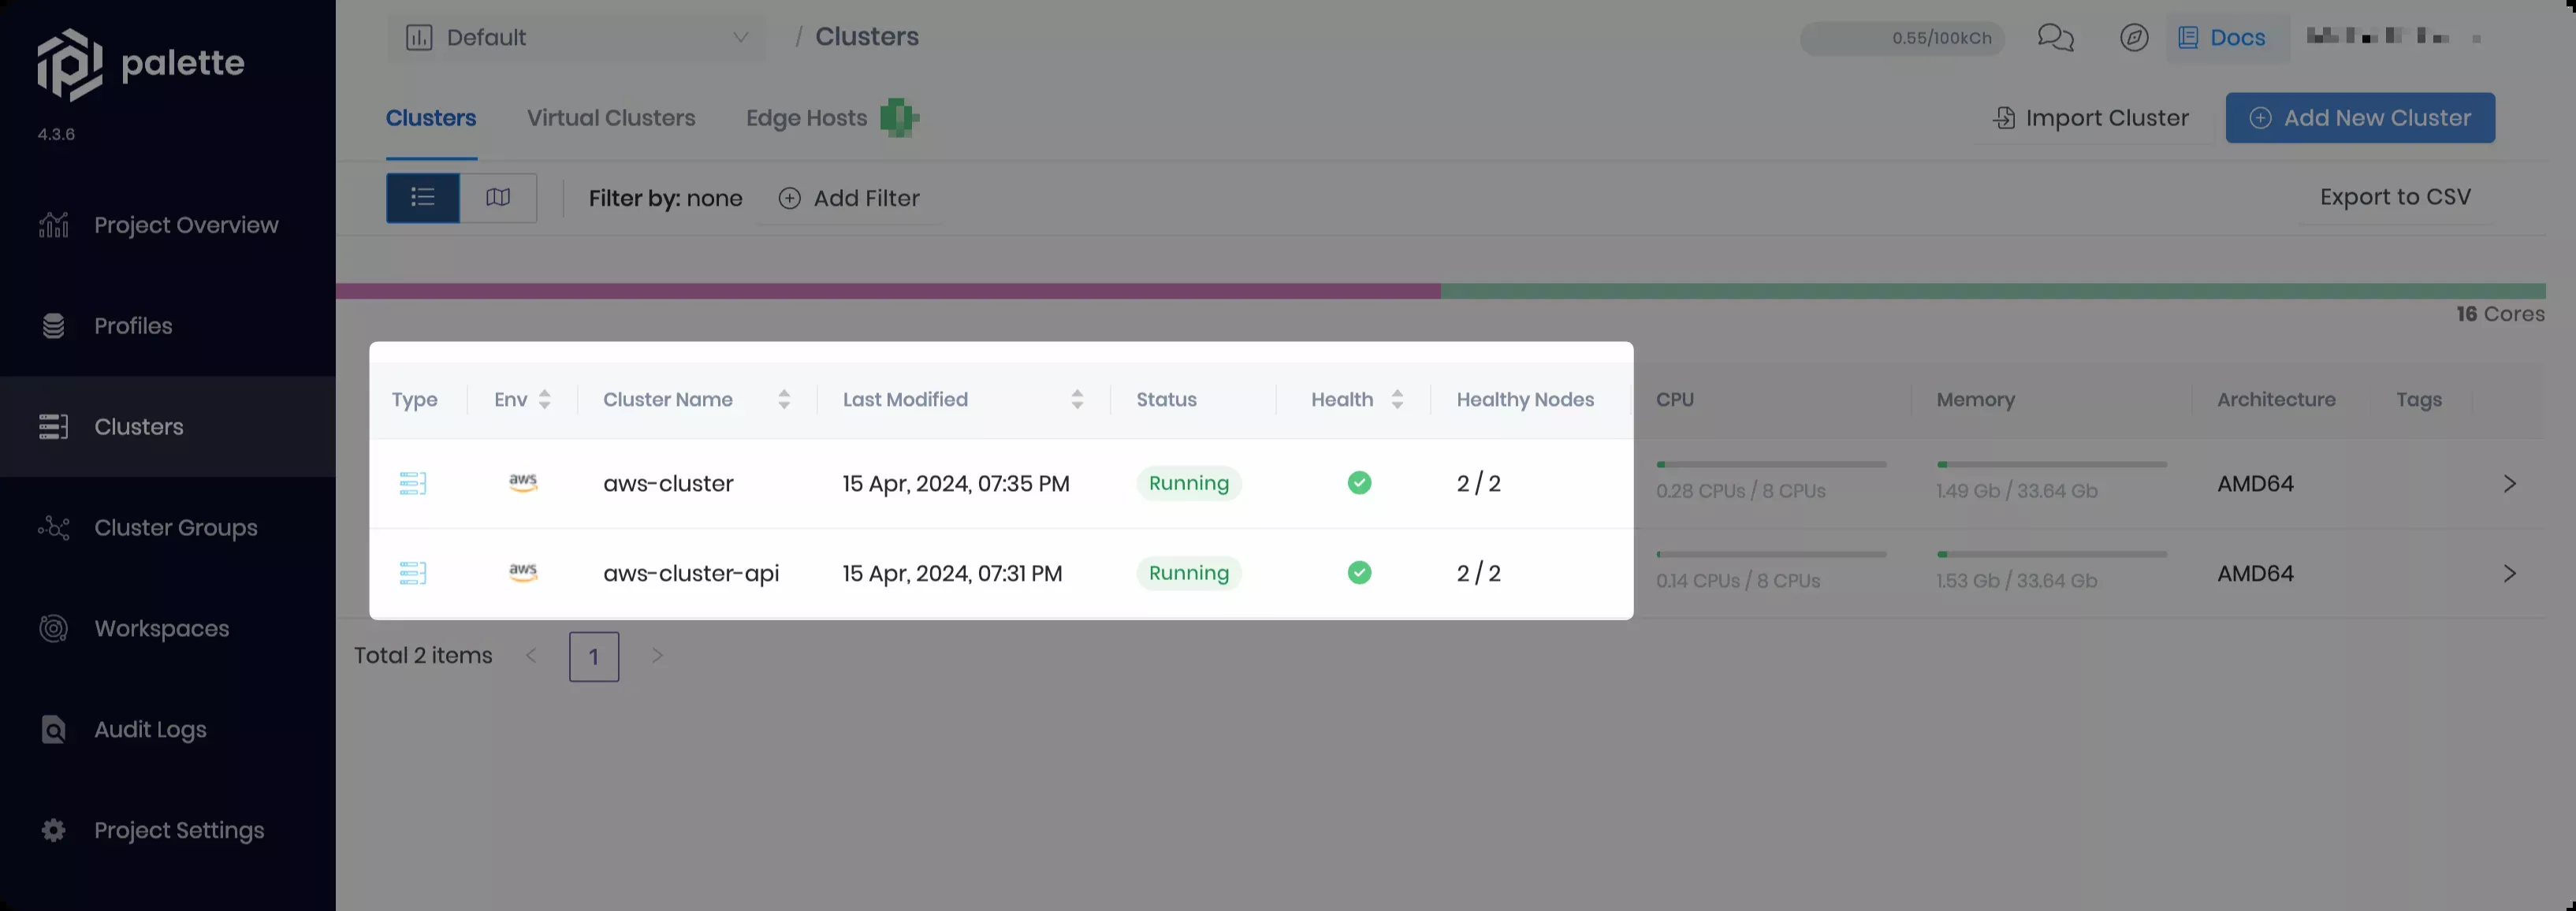 palette
4.3.6
Project Overview
Profiles
Clusters
Cluster Groups
Workspaces
Audit Logs
Project Settings
Default / Clusters 0.55/100kCh Docs
Clusters Virtual Clusters Edge Hosts Import Cluster Add New Cluster
Filter by: none Add Filter Export to CSV
16 Cores
Type Env Cluster Name Last Modified Status Health Healthy Nodes CPU Memory Architecture Tags
aws aws-cluster 15 Apr, 2024, 07:35 PM Running 2 / 2 0.28 CPUs / 8 CPUs 1.49 Gb / 33.64 Gb AMD64
aws aws-cluster-api 15 Apr, 2024, 07:31 PM Running 2 / 2 0.14 CPUs / 8 CPUs 1.53 Gb / 33.64 Gb AMD64
Total 2 items 1